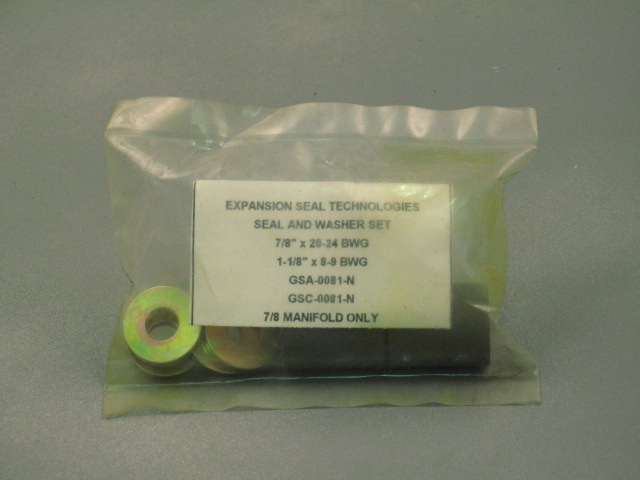 EXPANSION SEAL TECHNOLOGIES
SEAL AND WASHER SET
7/8" x 20-24 BWG
1-1/8" x 8-9 BWG
GSA-0081-N
GSC-0081-N
7/8 MANIFOLD ONLY